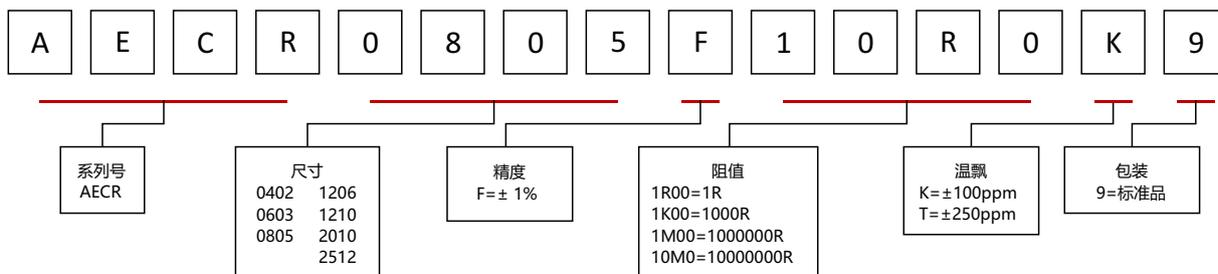 A E C R 0 8 0 5 F 1 0 R 0 K 9
系列号
AECR
尺寸
0402 1206
0603 1210
0805 2010
2512
精度
F=± 1%
阻值
1R00=1R
1K00=1000R
1M00=1000000R
10M0=10000000R
温飘
K=±100ppm
T=±250ppm
包装
9=标准品